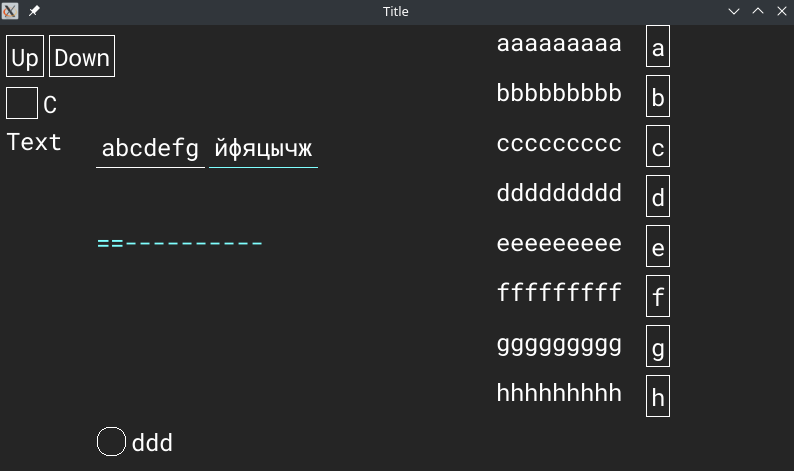 Title
Up Down
C
Text abcdefg йфяцычж
==----------
ddd
aaaaaaaaa a
bbbbbbbbb b
ccccccccc c
ddddddddd d
eeeeeeeee e
fffffffff f
ggggggggg g
hhhhhhhhh h